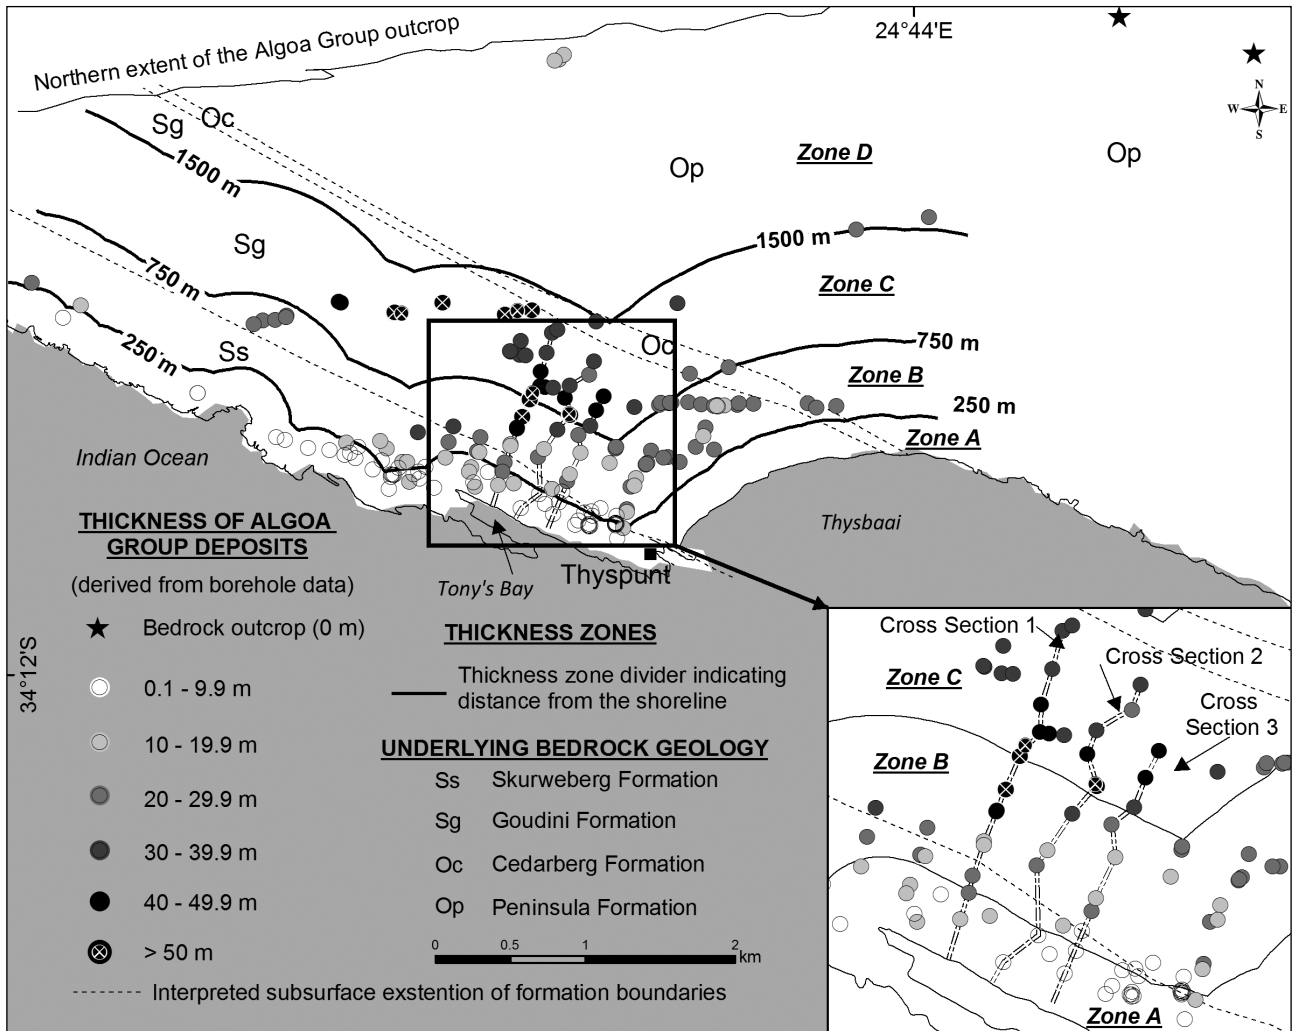 Northern extent of the Algoa Group outcrop
24°44'E
N
W E
S
Sg
Oc
1500 m
Op
Zone D
Op
Sg
1500 m
750 m
Zone C
Oc
750 m
Ss
250 m
Zone B
250 m
Zone A
Indian Ocean
Thysbaai
Thyspunt
Tony's Bay
34°12'S
THICKNESS OF ALGOA
GROUP DEPOSITS
(derived from borehole data)
Bedrock outcrop (0 m)
0.1 - 9.9 m
10 - 19.9 m
20 - 29.9 m
30 - 39.9 m
40 - 49.9 m
> 50 m
Interpreted subsurface exstention of formation boundaries
THICKNESS ZONES
Thickness zone divider indicating
distance from the shoreline
UNDERLYING BEDROCK GEOLOGY
Ss Skurweberg Formation
Sg Goudini Formation
Oc Cedarberg Formation
Op Peninsula Formation
0 0.5 1 2
km
Cross Section 1
Cross Section 2
Cross
Section 3
Zone C
Zone B
Zone A